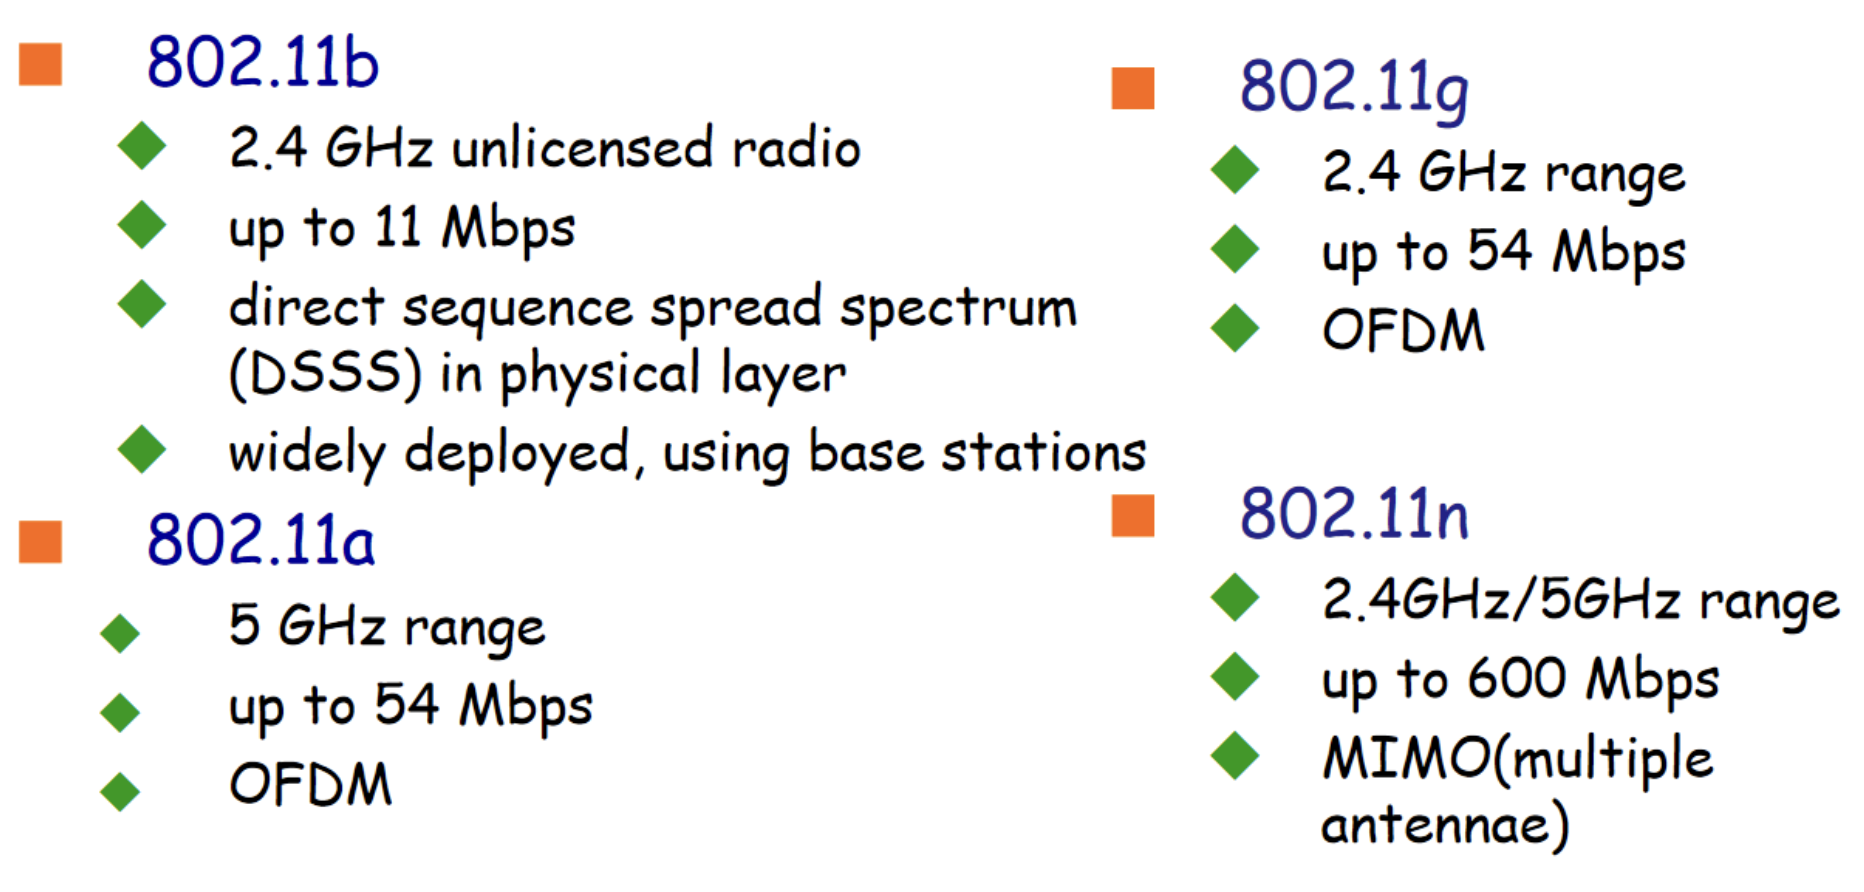 802.11b
2.4 GHz unlicensed radio
up to 11 Mbps
direct sequence spread spectrum
(DSSS) in physical layer
widely deployed, using base stations
802.11a
5 GHz range
up to 54 Mbps
OFDM
802.11g
2.4 GHz range
up to 54 Mbps
OFDM
802.11n
2.4GHz/5GHz range
up to 600 Mbps
MIMO(multiple
antennae)